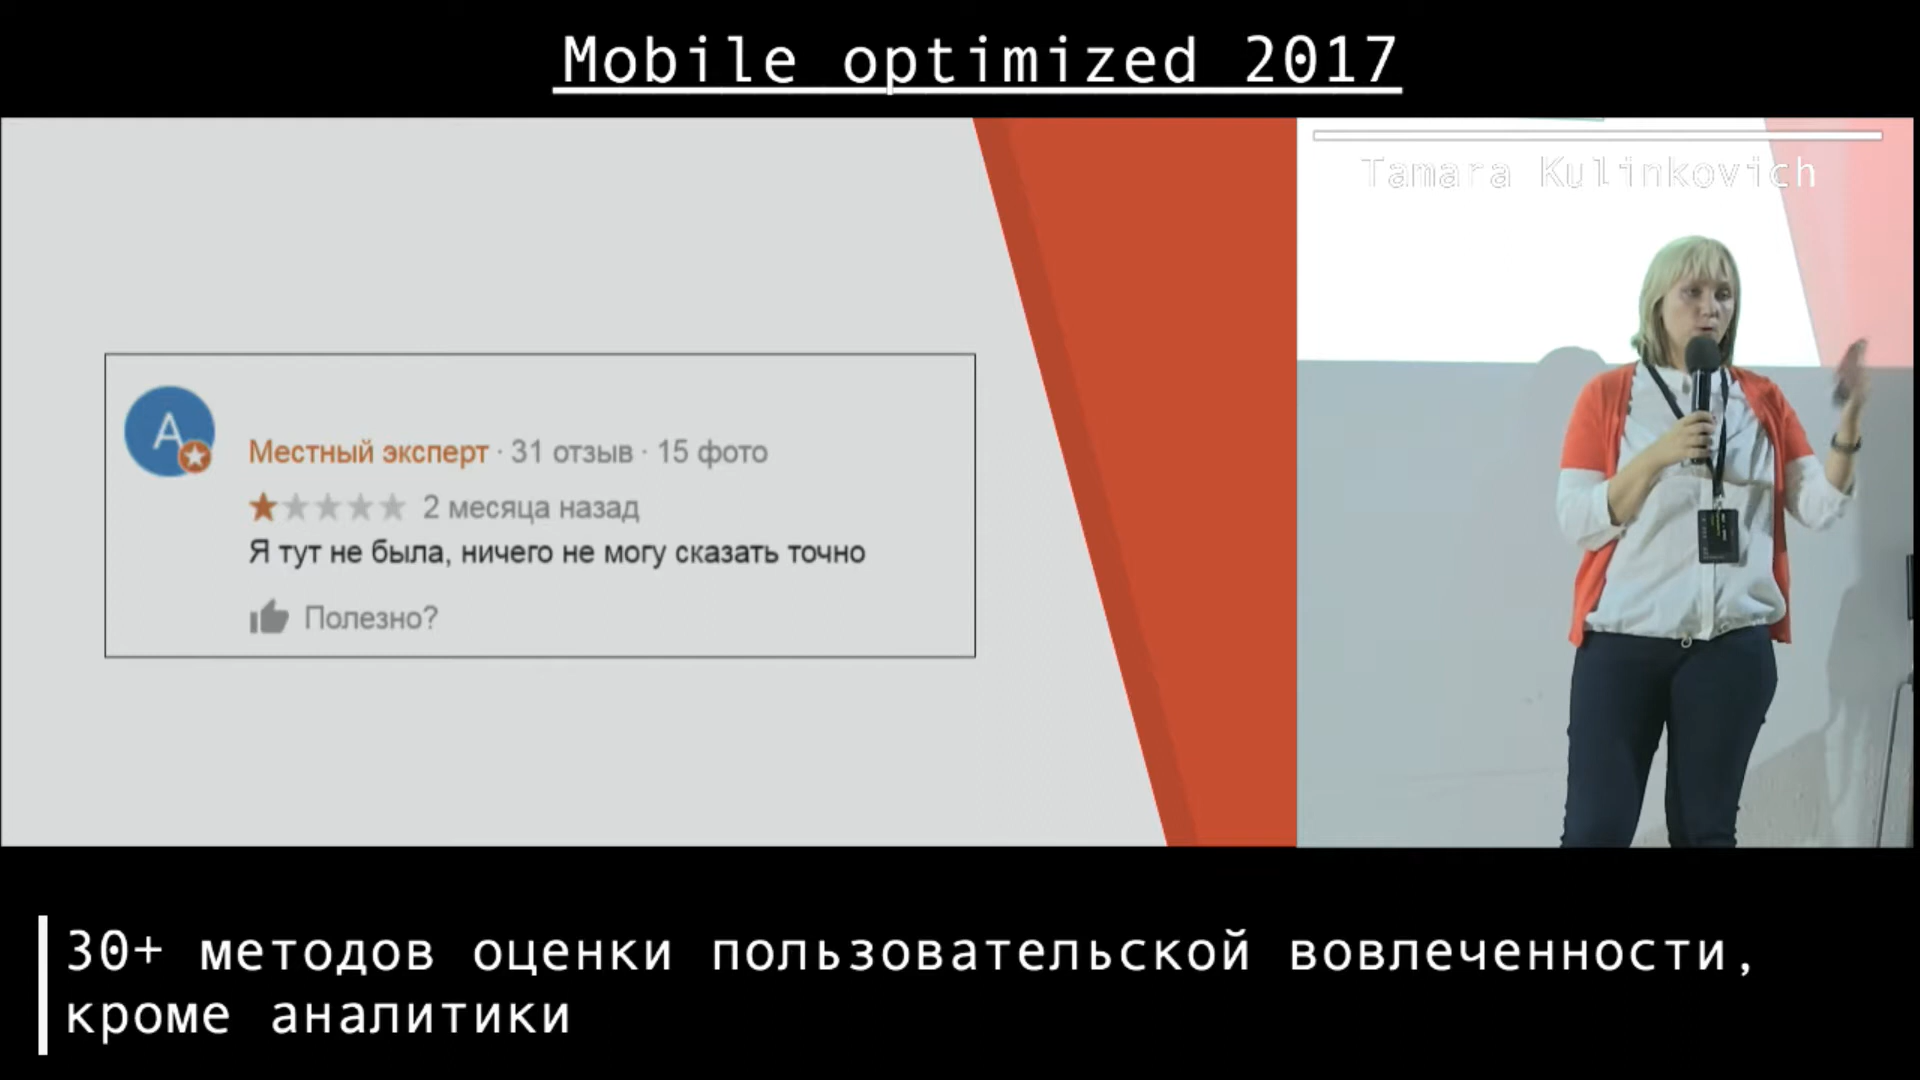 Mobile optimized 2017
Tamara Kulinkovich
А
Местный эксперт · 31 отзыв · 15 фото
2 месяца назад
Я тут не была, ничего не могу сказать точно
Полезно?
30+ методов оценки пользовательской вовлеченности,
кроме аналитики